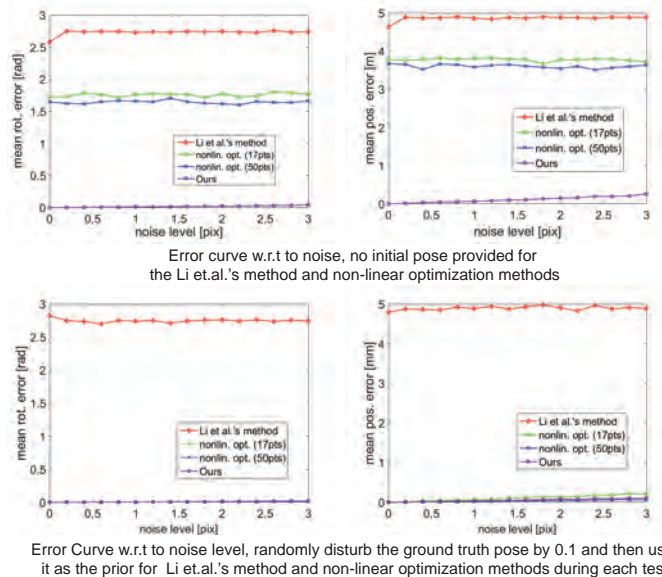 3
2.5
2
1.5
1
0.5
0
mean rot. error [rad]
Li et al.'s method
nonlin. opt. (17pts)
nonlin. opt. (50pts)
Ours
0 0.5 1 1.5 2 2.5 3
noise level [pix]
5
4
3
2
1
0
mean pos. error [m]
Li et al.'s method
nonlin. opt. (17pts)
nonlin. opt. (50pts)
Ours
0 0.5 1 1.5 2 2.5 3
noise level [pix]
Error curve w.r.t to noise, no initial pose provided for
the Li et.al.'s method and non-linear optimization methods
3
2.5
2
1.5
1
0.5
0
mean rot. error [rad]
Li et al.'s method
nonlin. opt. (17pts)
nonlin. opt. (50pts)
Ours
0 0.5 1 1.5 2 2.5 3
noise level [pix]
5
4
3
2
1
0
mean pos. error [mm]
Li et al.'s method
nonlin. opt. (17pts)
nonlin. opt. (50pts)
Ours
0 0.5 1 1.5 2 2.5 3
noise level [pix]
Error Curve w.r.t to noise level, randomly disturb the ground truth pose by 0.1 and then us
it as the prior for Li et.al.'s method and non-linear optimization methods during each tes